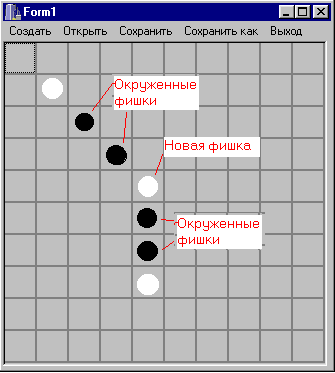 Form1
Создать Открыть Сохранить Сохранить как Выход
Окруженные
фишки
Новая фишка
Окруженные
фишки